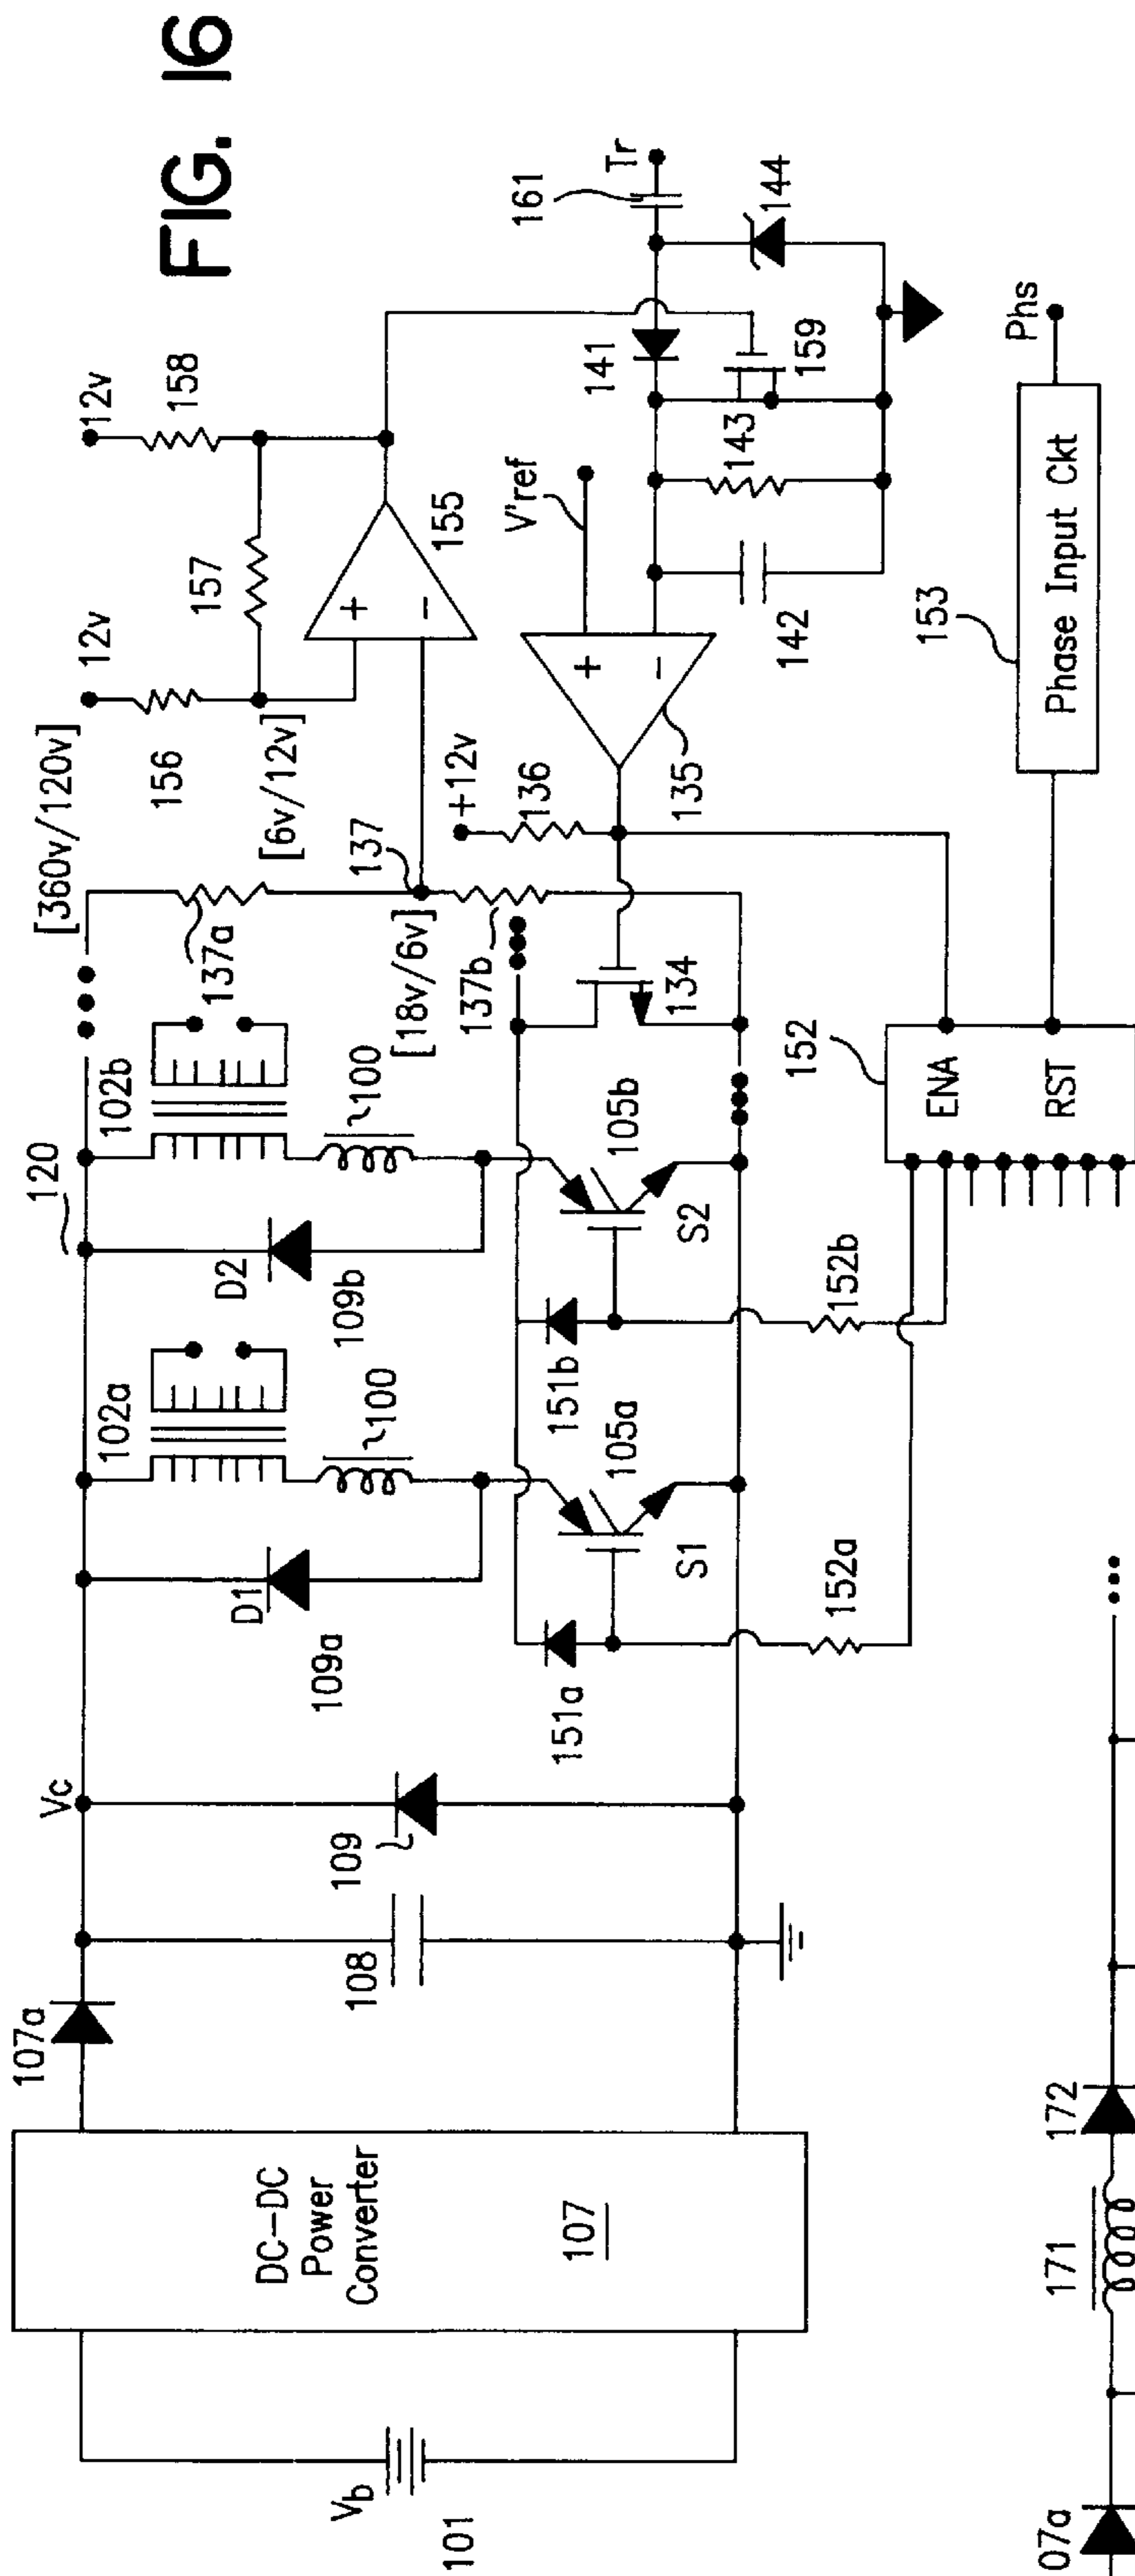 FIG. 16
120
[360v/120v]
12v
12v
Vc
107a
102a
102b
137a
156
157
158
[6v/12v]
D1
109a
D2
109b
~100
~100
137
[18v/6v]
+
-
155
DC-DC
Power
Converter
107
Vb
101
108
109
137b
+12v
136
V'ref
161
Tr
151a
105a
S1
151b
105b
S2
134
135
+
-
141
142
143
144
159
152a
152b
152
ENA
RST
153
Phase Input Ckt
Phs
07a
171
172